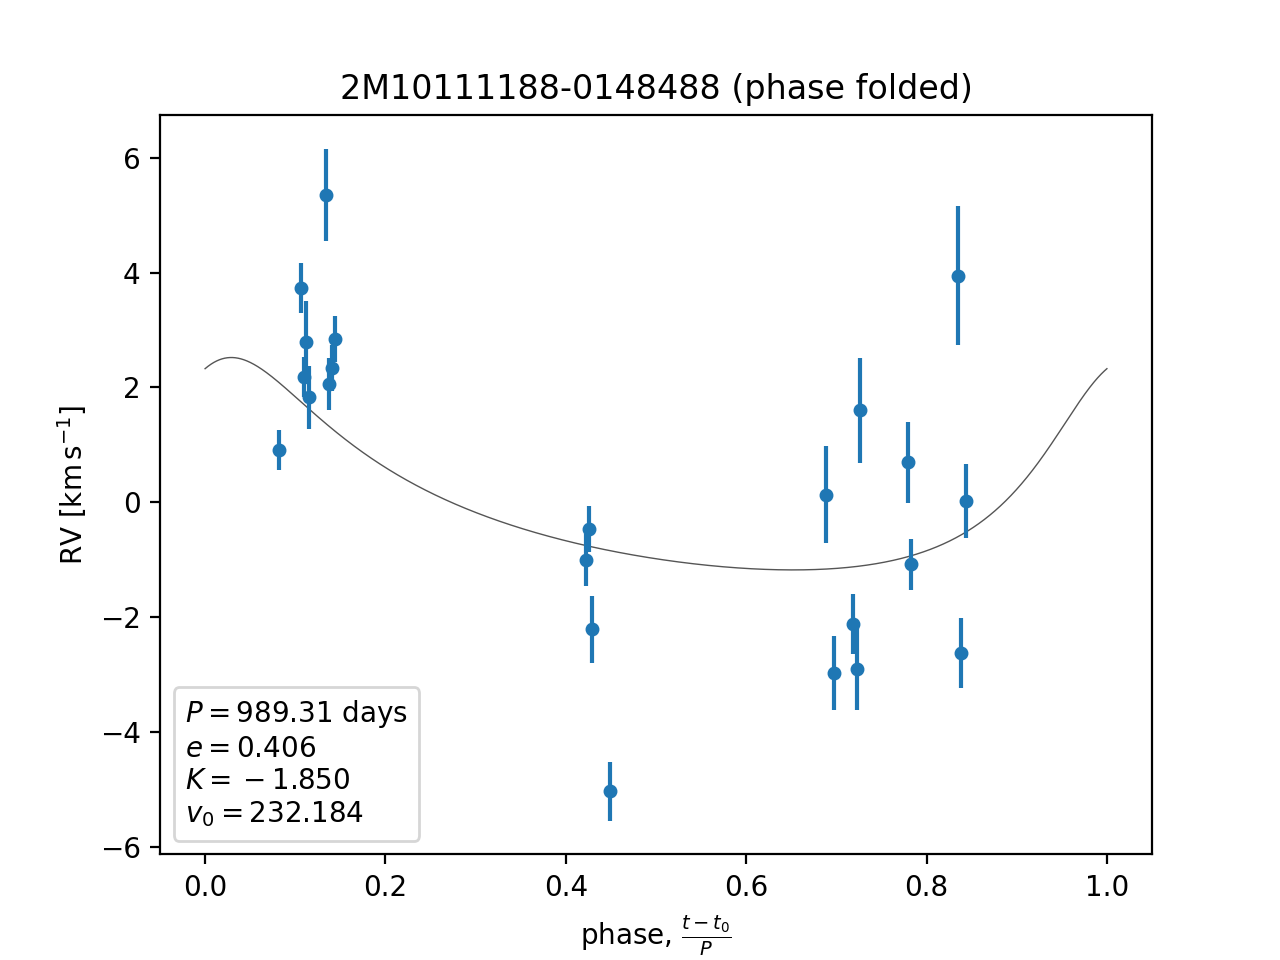 2M10111188-0148488 (phase folded)
RV [km s⁻¹]
6
4
2
0
−2
−4
−6
P = 989.31 days
e = 0.406
K = −1.850
v₀ = 232.184
0.0 0.2 0.4 0.6 0.8 1.0
phase, (t − t₀)/P